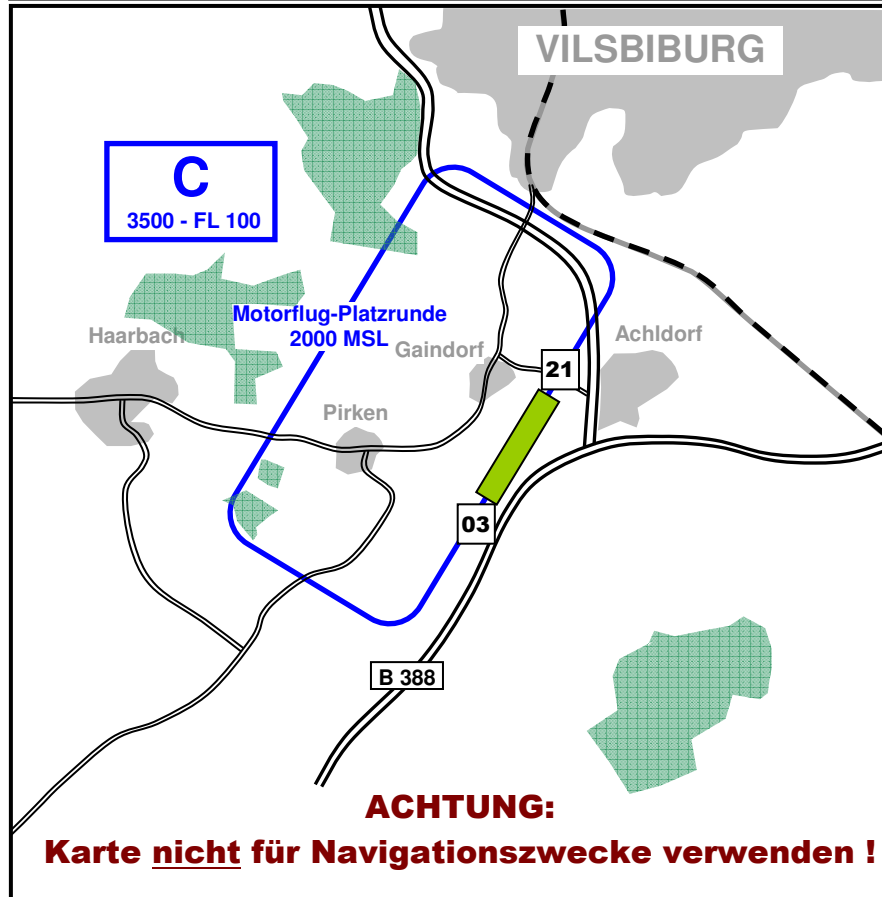 VILSBIBURG
C
3500 - FL 100
Motorflug-Platzrunde
2000 MSL
Haarbach
Gaindorf
Achldorf
21
Pirken
03
B 388
ACHTUNG:
Karte nicht für Navigationszwecke verwenden !